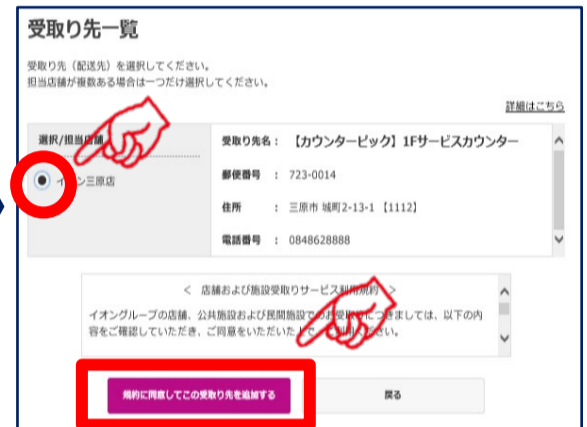 受取り先一覧
受取り先（配送先）を選択してください。
担当店舗が複数ある場合は一つだけ選択してください。
詳細はこちら
選択/担当店舗
受取り先名： 【カウンターピック】1Fサービスカウンター
三原店
郵便番号 ： 723-0014
住所 ： 三原市 城町2-13-1 【1112】
電話番号 ： 0848628888
＜ 店舗および施設受取りサービス利用規約 ＞
イオングループの店舗、公共施設および民間施設でのお受取りにつきましては、以下の内
容をご確認していただき、ご同意をいただいた上で、ご利用ください。
規約に同意してこの受取り先を追加する
戻る